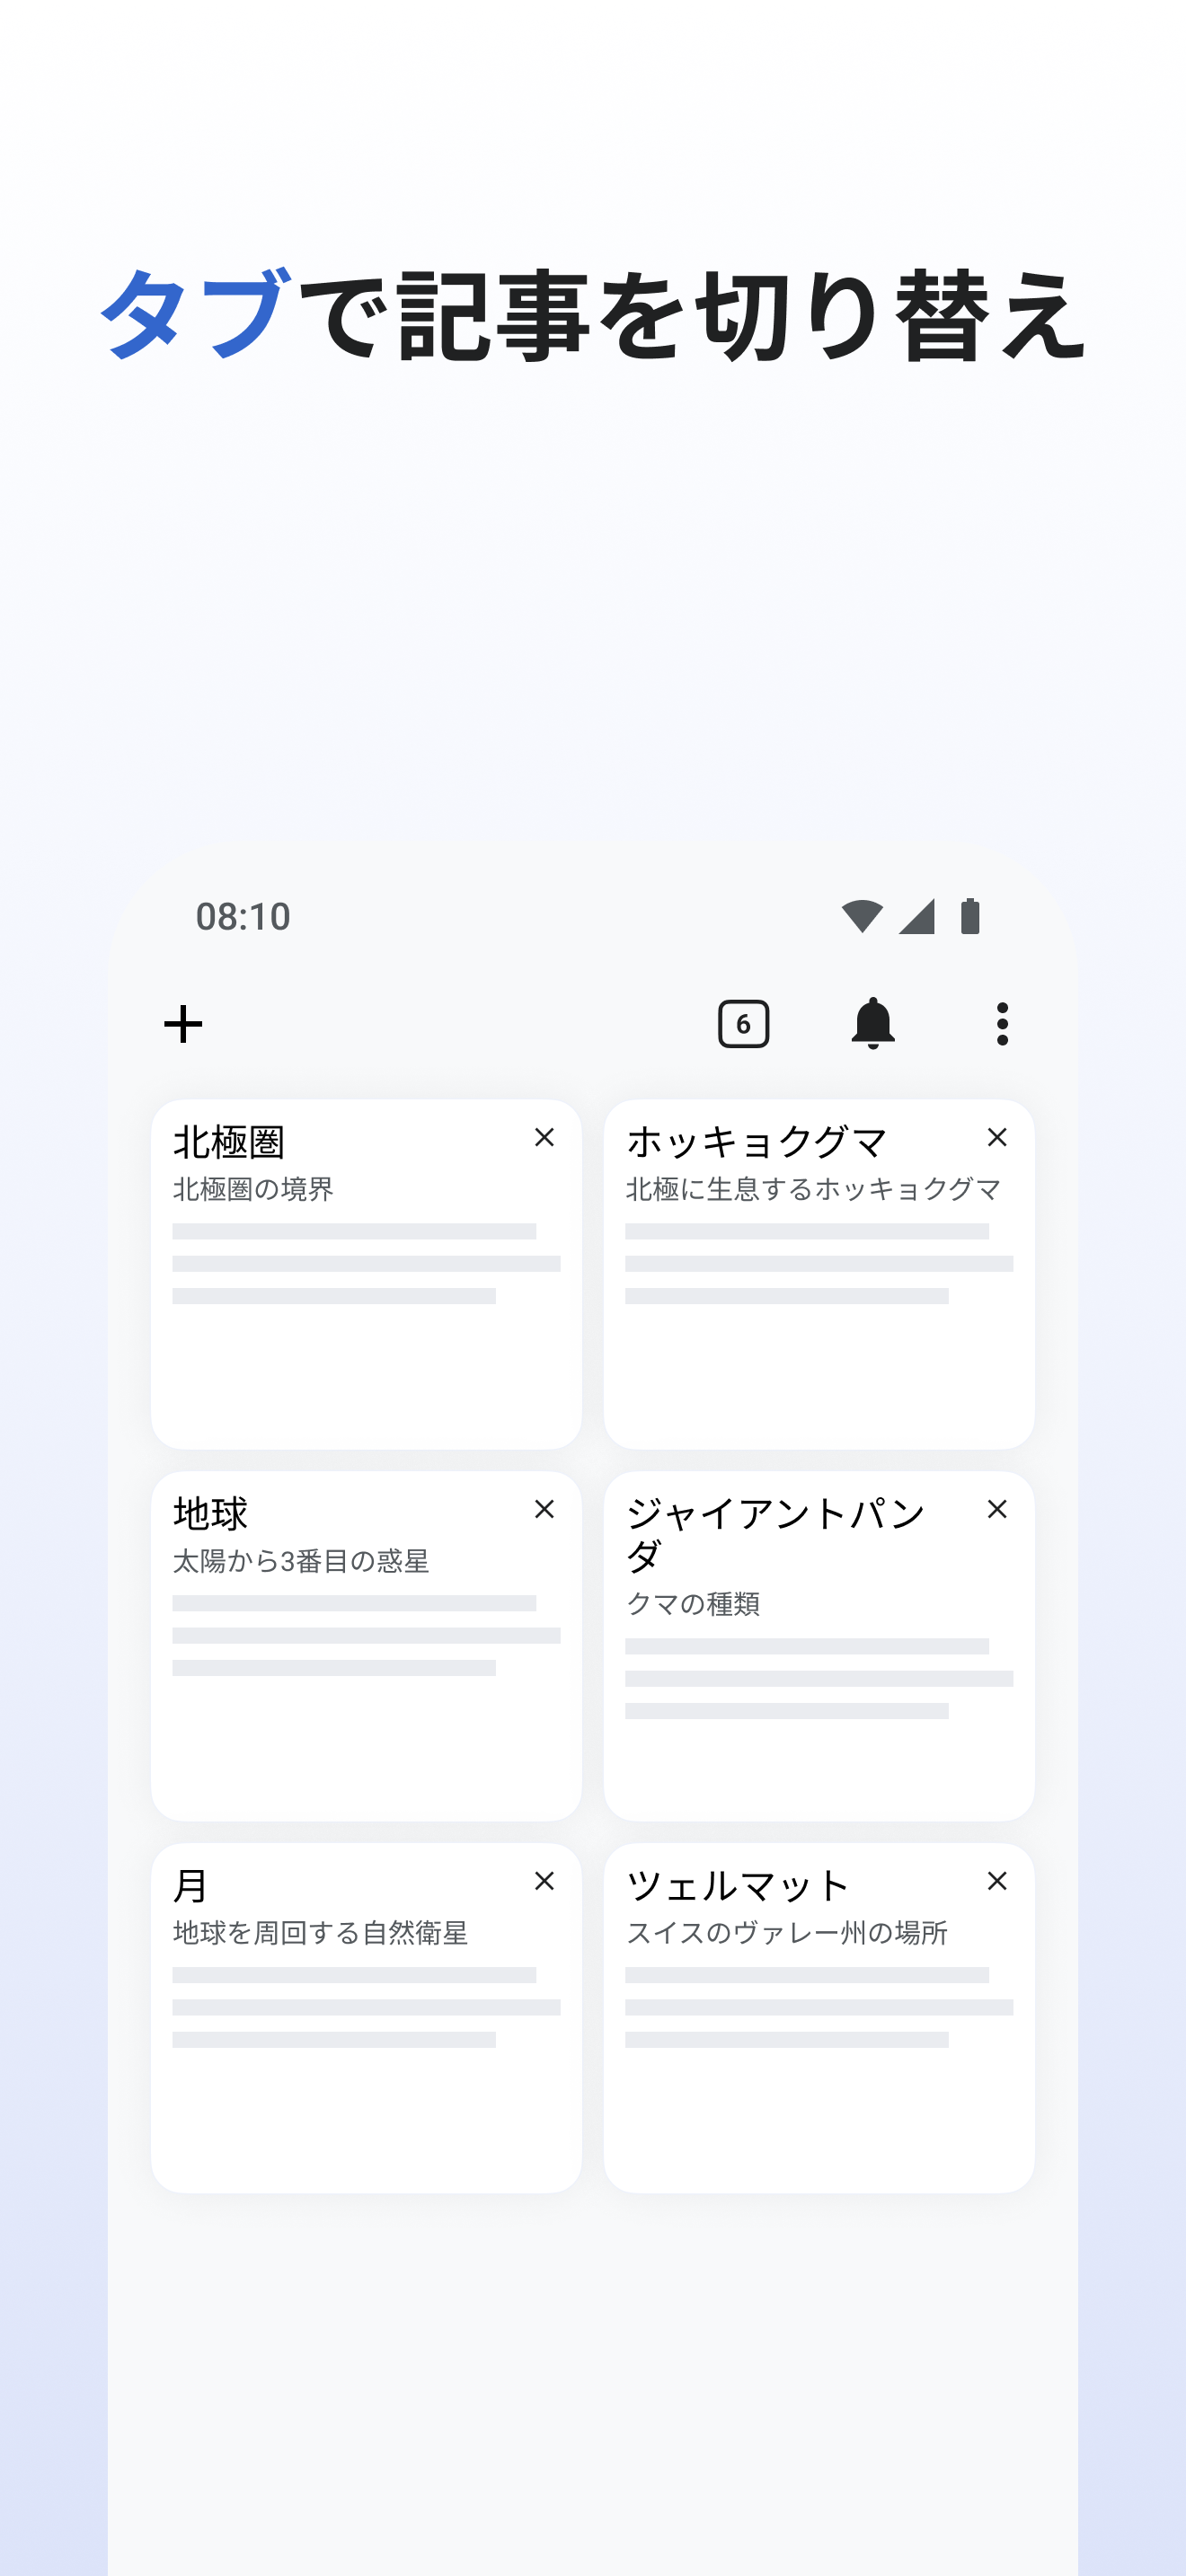 タブで記事を切り替え
08:10
6
北極圏
北極圏の境界
ホッキョクグマ
北極に生息するホッキョクグマ
地球
太陽から3番目の惑星
ジャイアントパン
ダ
クマの種類
月
地球を周回する自然衛星
ツェルマット
スイスのヴァレー州の場所